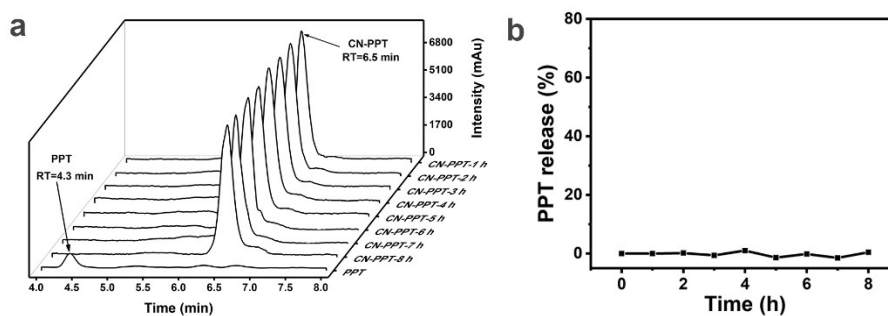 a
CN-PPT
RT=6.5 min
PPT
RT=4.3 min
6800
5100
3400
1700
0
Intensity (mAu)
CN-PPT-1 h
CN-PPT-2 h
CN-PPT-3 h
CN-PPT-4 h
CN-PPT-5 h
CN-PPT-6 h
CN-PPT-7 h
CN-PPT-8 h
PPT
4.0 4.5 5.0 5.5 6.0 6.5 7.0 7.5 8.0
Time (min)
b
80
60
40
20
0
PPT release (%)
0 2 4 6 8
Time (h)